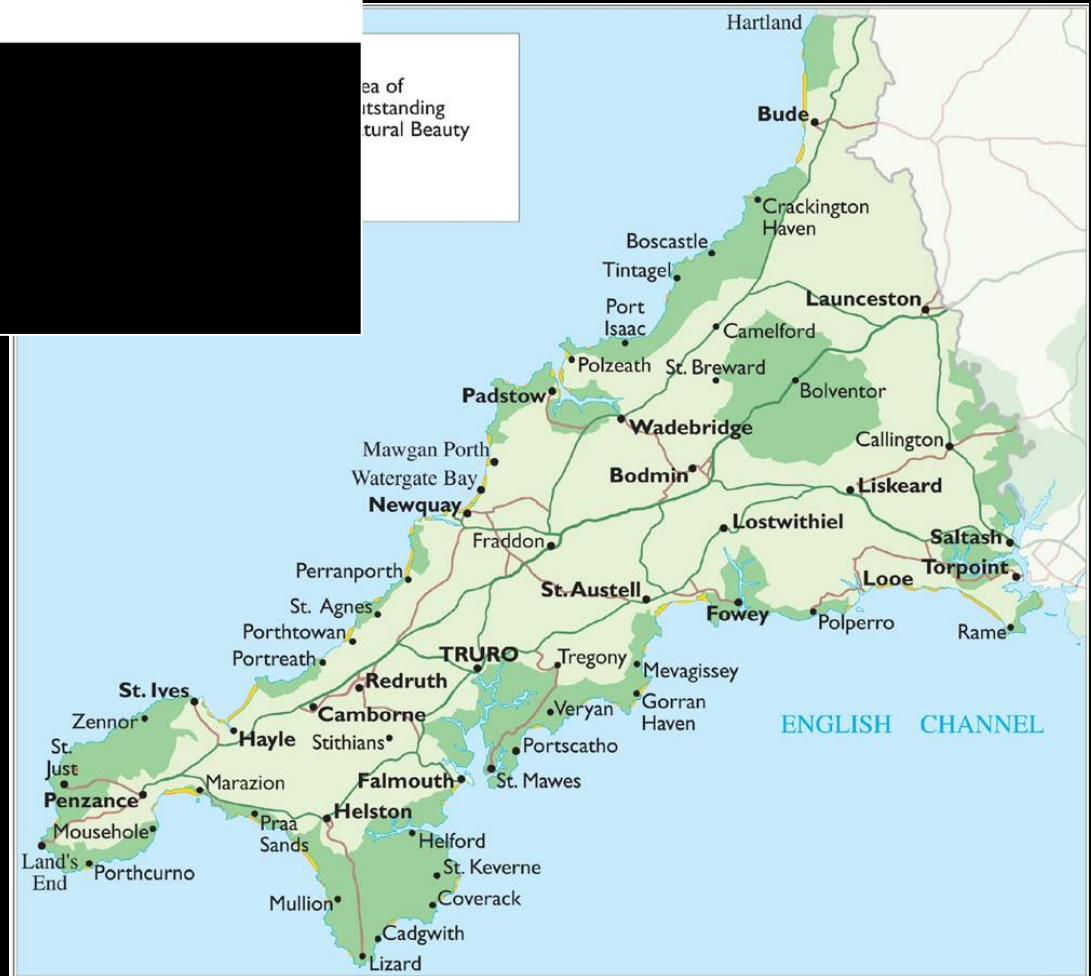 Hartland
ea of
utstanding
atural Beauty
Bude
Crackington
Haven
Boscastle
Tintagel
Launceston
Port
Isaac
Camelford
Polzeath
St. Breward
Bolventor
Padstow
Wadebridge
Callington
Mawgan Porth
Bodmin
Watergate Bay
Liskeard
Newquay
Lostwithiel
Fraddon
Saltash
Torpoint
Perranporth
Looe
St. Austell
St. Agnes
Fowey
Polperro
Rame
Porthtowan
TRURO
Tregony
Portreath
Mevagissey
Redruth
St. Ives
Gorran
Haven
Veryan
Camborne
Zennor
ENGLISH CHANNEL
Hayle
Stithians
Portscatho
St.
Just
Falmouth
St. Mawes
Marazion
Penzance
Helston
Praa
Sands
Mousehole
Helford
Land's
End
Porthcurno
St. Keverne
Mullion
Coverack
Cadgwith
Lizard